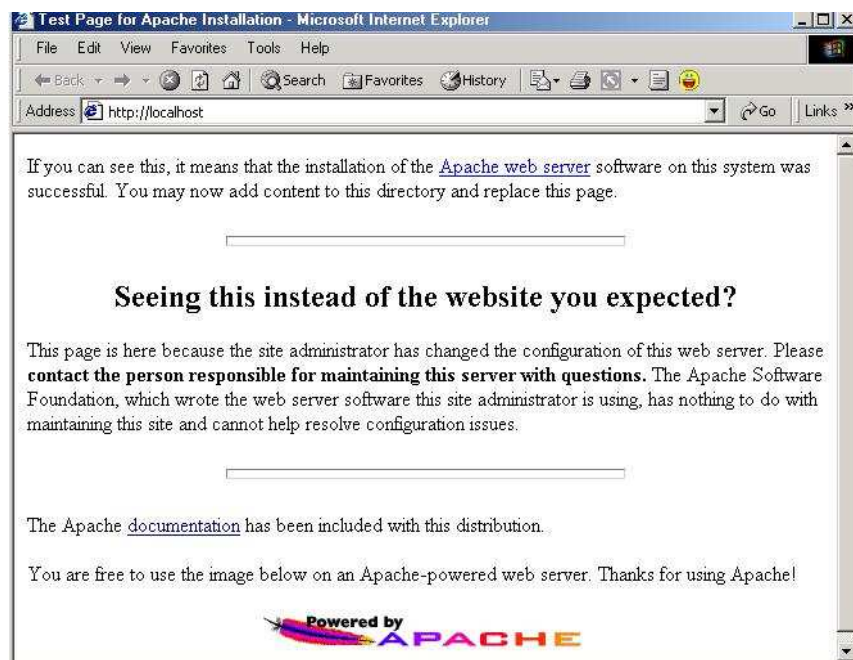 Test Page for Apache Installation - Microsoft Internet Explorer
File Edit View Favorites Tools Help
Back Search Favorites History
Address http://localhost Go Links »
If you can see this, it means that the installation of the Apache web server software on this system was
successful. You may now add content to this directory and replace this page.
Seeing this instead of the website you expected?
This page is here because the site administrator has changed the configuration of this web server. Please
contact the person responsible for maintaining this server with questions. The Apache Software
Foundation, which wrote the web server software this site administrator is using, has nothing to do with
maintaining this site and cannot help resolve configuration issues.
The Apache documentation has been included with this distribution.
You are free to use the image below on an Apache-powered web server. Thanks for using Apache!
Powered by
APACHE